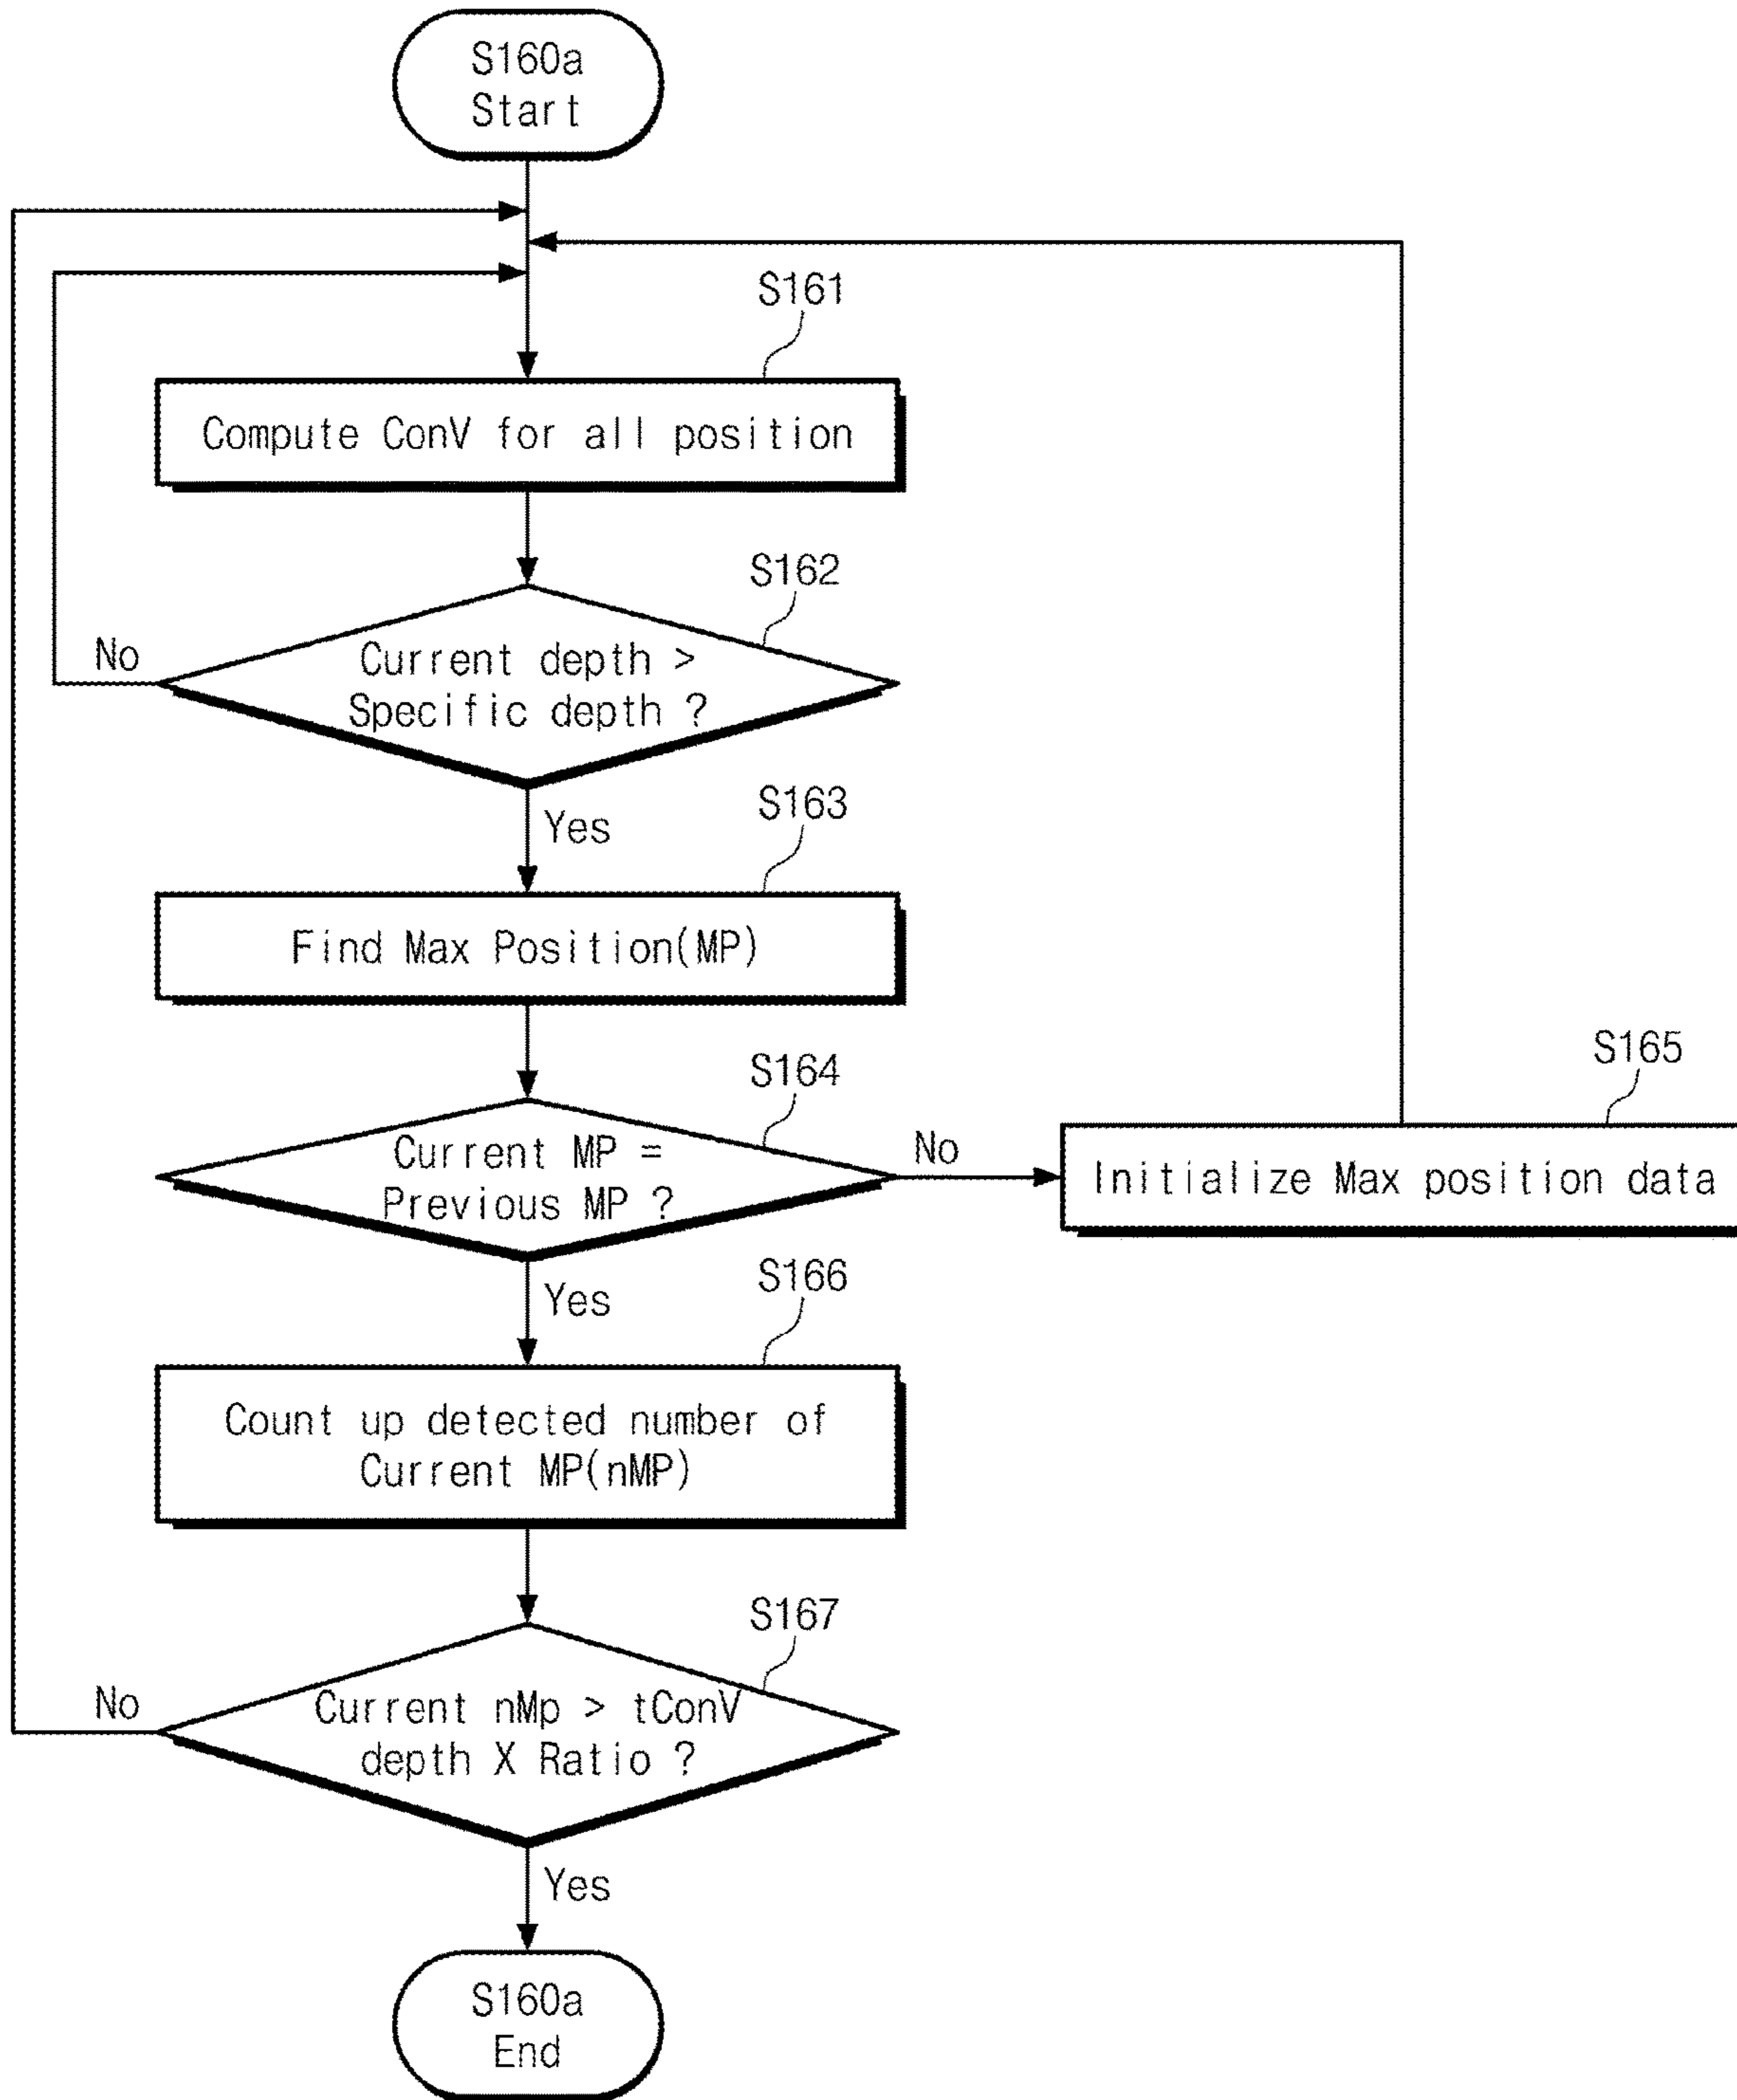 S160a
Start
S161
Compute ConV for all position
S162
No
Current depth >
Specific depth ?
Yes
S163
Find Max Position(MP)
S164
Current MP =
Previous MP ?
No
S165
Initialize Max position data
Yes
S166
Count up detected number of
Current MP(nMP)
S167
No
Current nMp > tConV
depth X Ratio ?
Yes
S160a
End